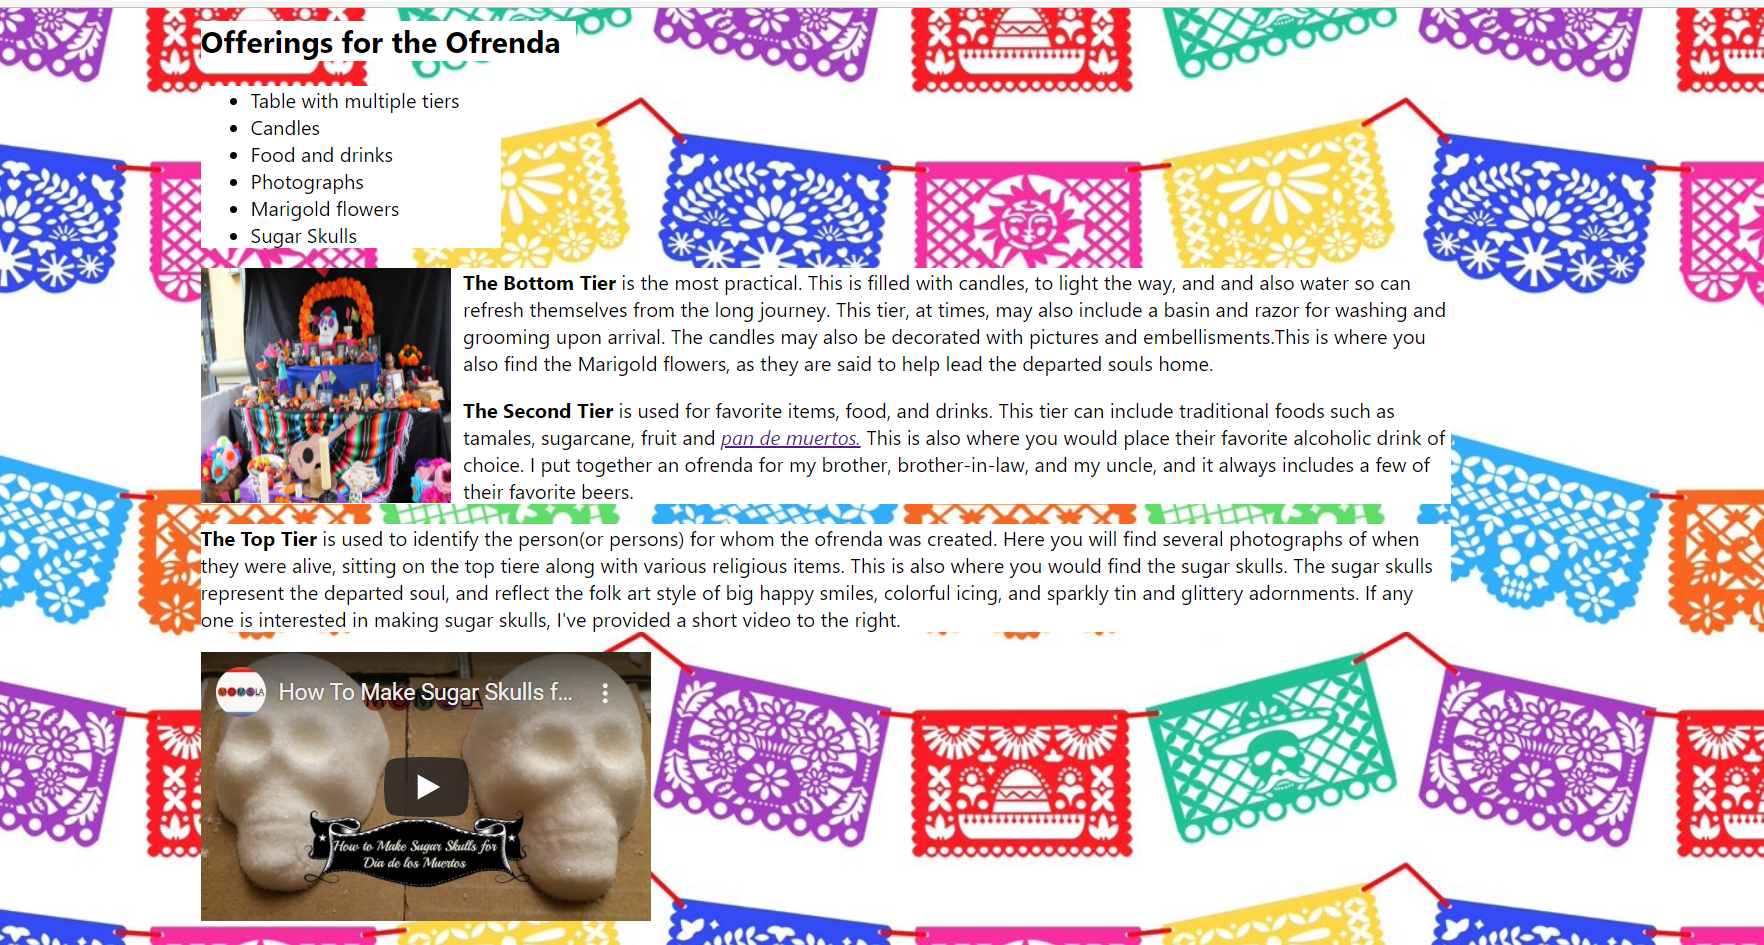 Offerings for the Ofrenda
Table with multiple tiers
Candles
Food and drinks
Photographs
Marigold flowers
Sugar Skulls
The Bottom Tier is the most practical. This is filled with candles, to light the way, and and also water so can
refresh themselves from the long journey. This tier, at times, may also include a basin and razor for washing and
grooming upon arrival. The candles may also be decorated with pictures and embellisments.This is where you
also find the Marigold flowers, as they are said to help lead the departed souls home.
The Second Tier is used for favorite items, food, and drinks. This tier can include traditional foods such as
tamales, sugarcane, fruit and pan de muertos. This is also where you would place their favorite alcoholic drink of
choice. I put together an ofrenda for my brother, brother-in-law, and my uncle, and it always includes a few of
their favorite beers.
The Top Tier is used to identify the person(or persons) for whom the ofrenda was created. Here you will find several photographs of when
they were alive, sitting on the top tiere along with various religious items. This is also where you would find the sugar skulls. The sugar skulls
represent the departed soul, and reflect the folk art style of big happy smiles, colorful icing, and sparkly tin and glittery adornments. If any
one is interested in making sugar skulls, I've provided a short video to the right.
MOMSLA
How To Make Sugar Skulls f...
How to Make Sugar Skulls for
Dia de los Muertos